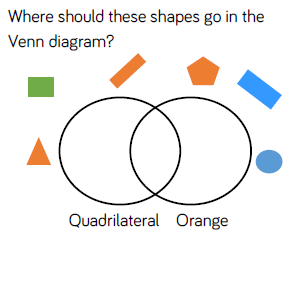 Where should these shapes go in the
Venn diagram?
Quadrilateral Orange